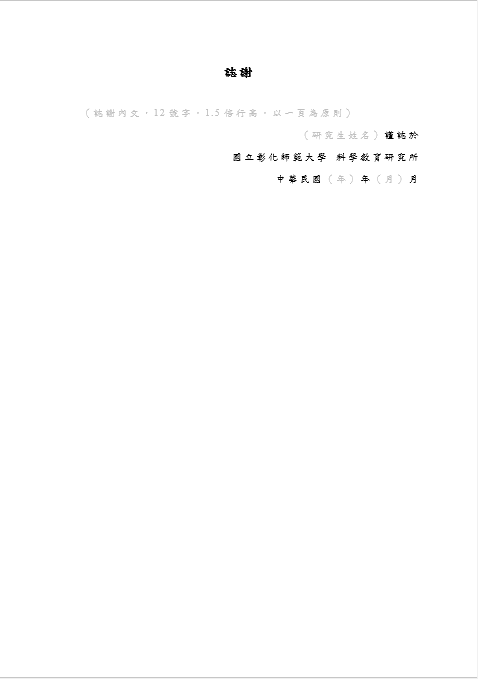 誌謝
（誌謝內文，12 號字，1.5 倍行高，以一頁為原則）
（研究生姓名）謹誌於
國立彰化師範大學 科學教育研究所
中華民國（年）年（月）月